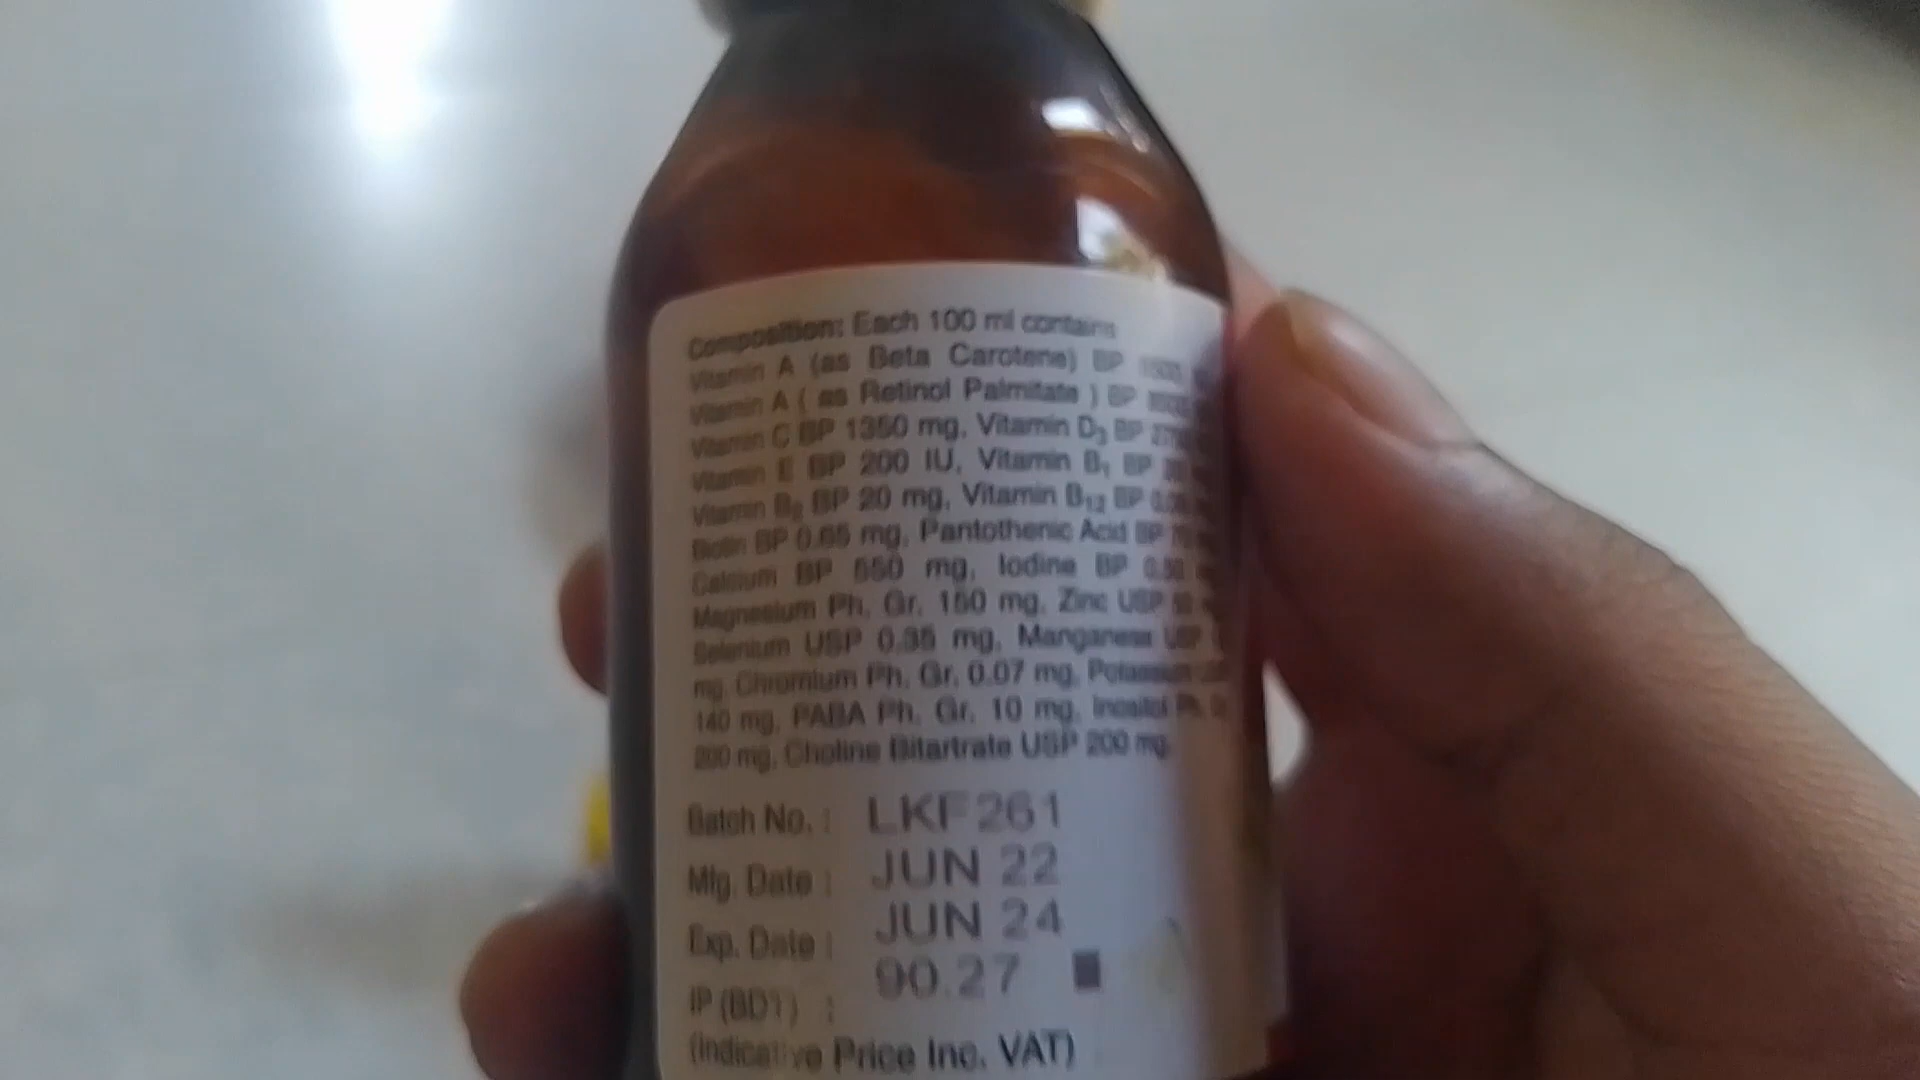 Composition: Each 100 ml contains
Vitamin A (as Beta Carotene) BP
Vitamin A ( as Retinol Palmitate ) BP
Vitamin C BP 1350 mg, Vitamin D3 BP
Vitamin E BP 200 IU, Vitamin B1 BP
BP 20 mg, Vitamin B12 BP
Biotin BP 0.65 mg, Pantothenic Acid BP
Calcium BP 550 mg, Iodine BP
Magnesium Ph. Gr. 150 mg, Zinc USP
Selenium USP 0.35 mg, Manganese USP
mg, Chromium Ph. Gr. 0.07 mg, Potassium
140 mg, PABA Ph. Gr. 10 mg, Inositol Ph.
200 mg, Choline Bitartrate USP 200 mg
Batch No. : LKF261
Mfg. Date : JUN 22
Exp. Date : JUN 24
IP (BDT) : 90.27
(Indicative Price Inc. VAT)